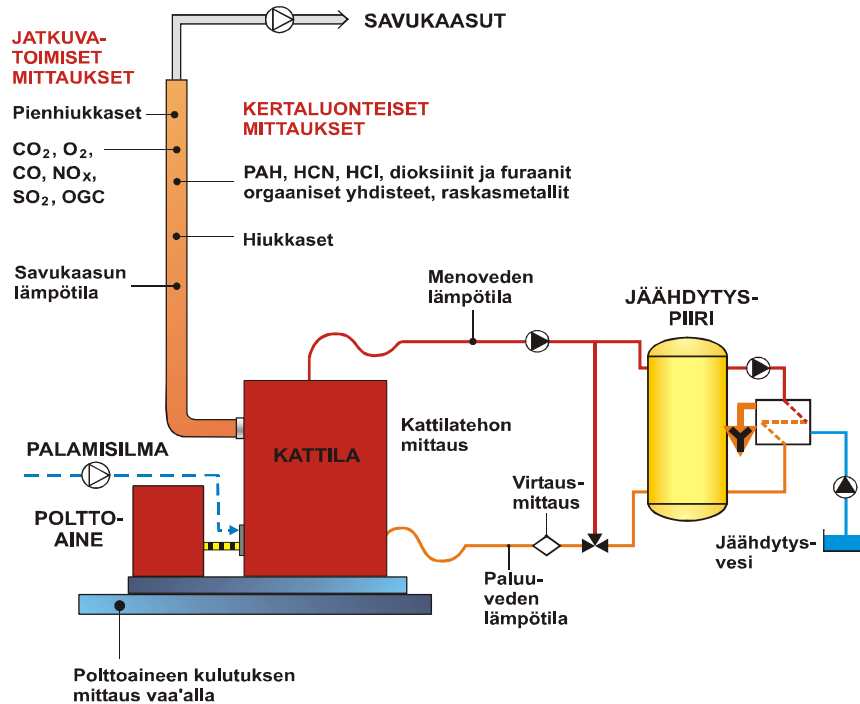 SAVUKAASUT
JATKUVA-
TOIMISET
MITTAUKSET
Pienhiukkaset
CO₂, O₂,
CO, NOₓ,
SO₂, OGC
Savukaasun
lämpötila
KERTALUONTEISET
MITTAUKSET
PAH, HCN, HCl, dioksiinit ja furaanit
orgaaniset yhdisteet, raskasmetallit
Hiukkaset
Menoveden
lämpötila
JÄÄHDYTYS-
PIIRI
Kattilatehon
mittaus
KATTILA
PALAMISILMA
POLTTO-
AINE
Virtaus-
mittaus
Paluu-
veden
lämpötila
Jäähdytys-
vesi
Polttoaineen kulutuksen
mittaus vaa'alla